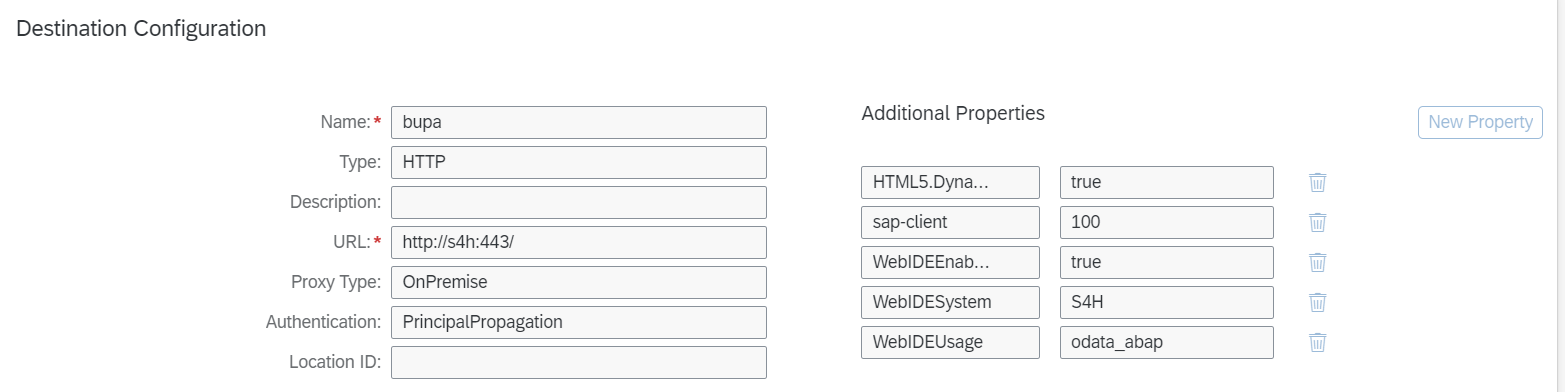 Destination Configuration
Name:* bupa
Type: HTTP
Description:
URL:* http://s4h:443/
Proxy Type: OnPremise
Authentication: PrincipalPropagation
Location ID:
Additional Properties
New Property
HTML5.Dyna... true
sap-client 100
WebIDEEnab... true
WebIDESystem S4H
WebIDEUsage odata_abap